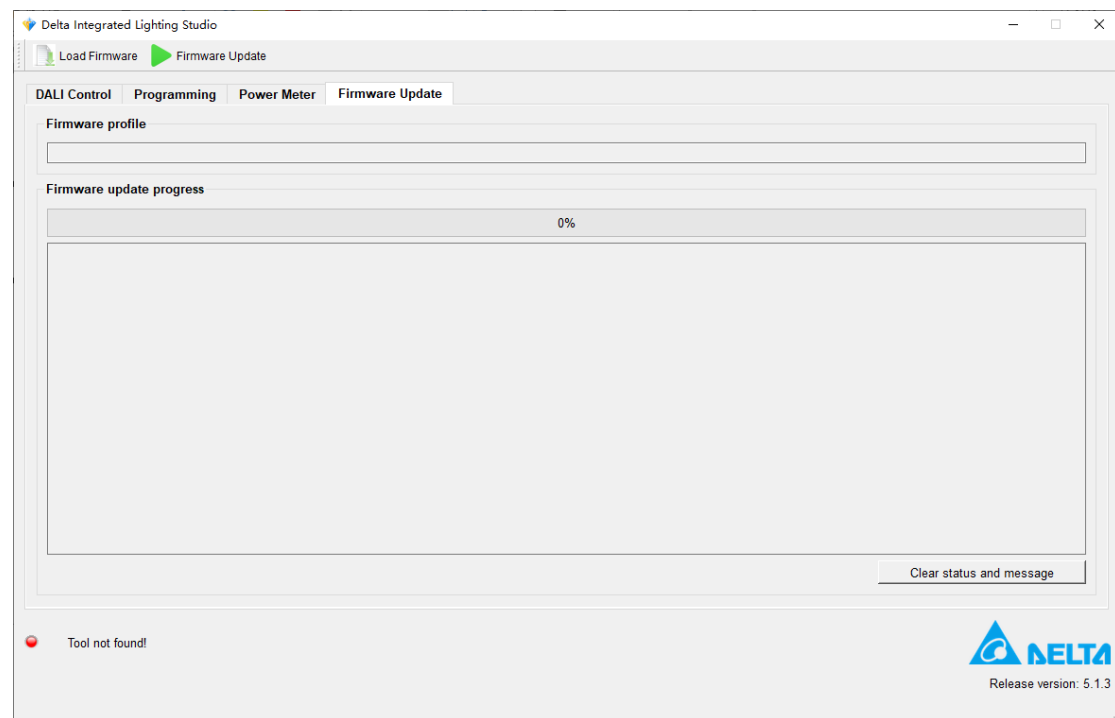 Delta Integrated Lighting Studio
Load Firmware Firmware Update
DALI Control Programming Power Meter Firmware Update
Firmware profile
Firmware update progress
0%
Clear status and message
Tool not found!
DELTA
Release version: 5.1.3